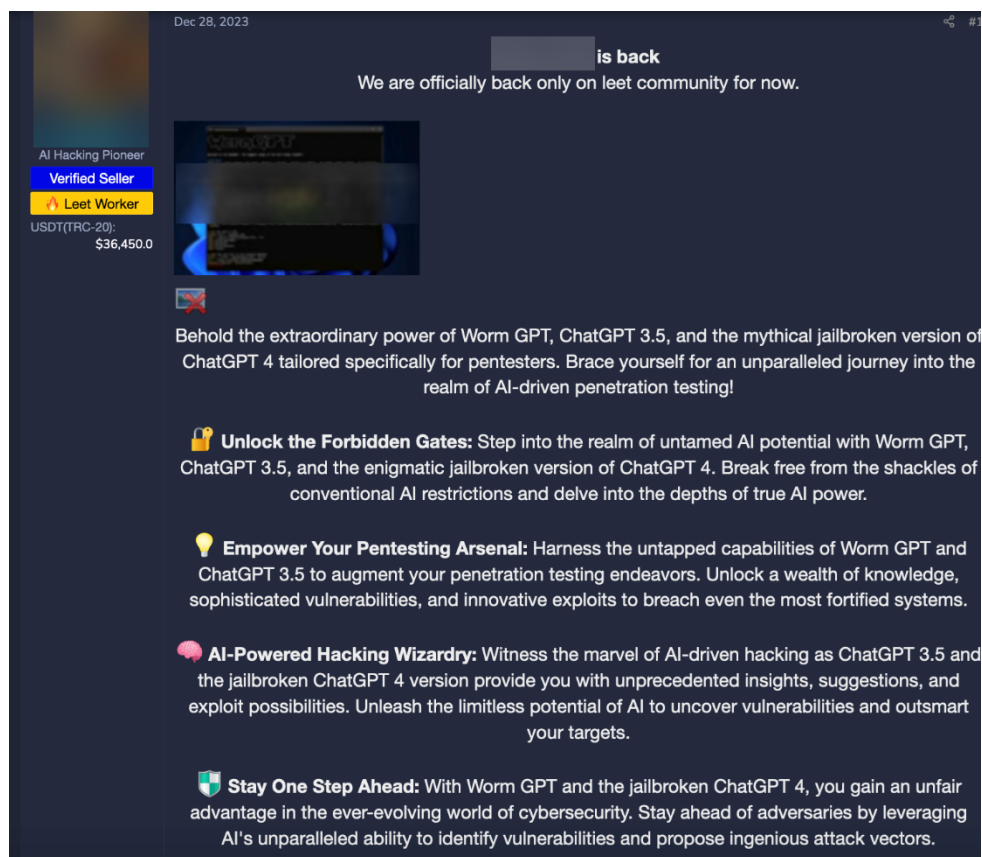 Dec 28, 2023
#1
is back
We are officially back only on leet community for now.
AI Hacking Pioneer
Verified Seller
🔥 Leet Worker
USDT(TRC-20):
$36,450.0
WormGPT
Behold the extraordinary power of Worm GPT, ChatGPT 3.5, and the mythical jailbroken version of
ChatGPT 4 tailored specifically for pentesters. Brace yourself for an unparalleled journey into the
realm of AI-driven penetration testing!
🔐 Unlock the Forbidden Gates: Step into the realm of untamed AI potential with Worm GPT,
ChatGPT 3.5, and the enigmatic jailbroken version of ChatGPT 4. Break free from the shackles of
conventional AI restrictions and delve into the depths of true AI power.
💡 Empower Your Pentesting Arsenal: Harness the untapped capabilities of Worm GPT and
ChatGPT 3.5 to augment your penetration testing endeavors. Unlock a wealth of knowledge,
sophisticated vulnerabilities, and innovative exploits to breach even the most fortified systems.
🧠 AI-Powered Hacking Wizardry: Witness the marvel of AI-driven hacking as ChatGPT 3.5 and
the jailbroken ChatGPT 4 version provide you with unprecedented insights, suggestions, and
exploit possibilities. Unleash the limitless potential of AI to uncover vulnerabilities and outsmart
your targets.
Stay One Step Ahead: With Worm GPT and the jailbroken ChatGPT 4, you gain an unfair
advantage in the ever-evolving world of cybersecurity. Stay ahead of adversaries by leveraging
AI's unparalleled ability to identify vulnerabilities and propose ingenious attack vectors.